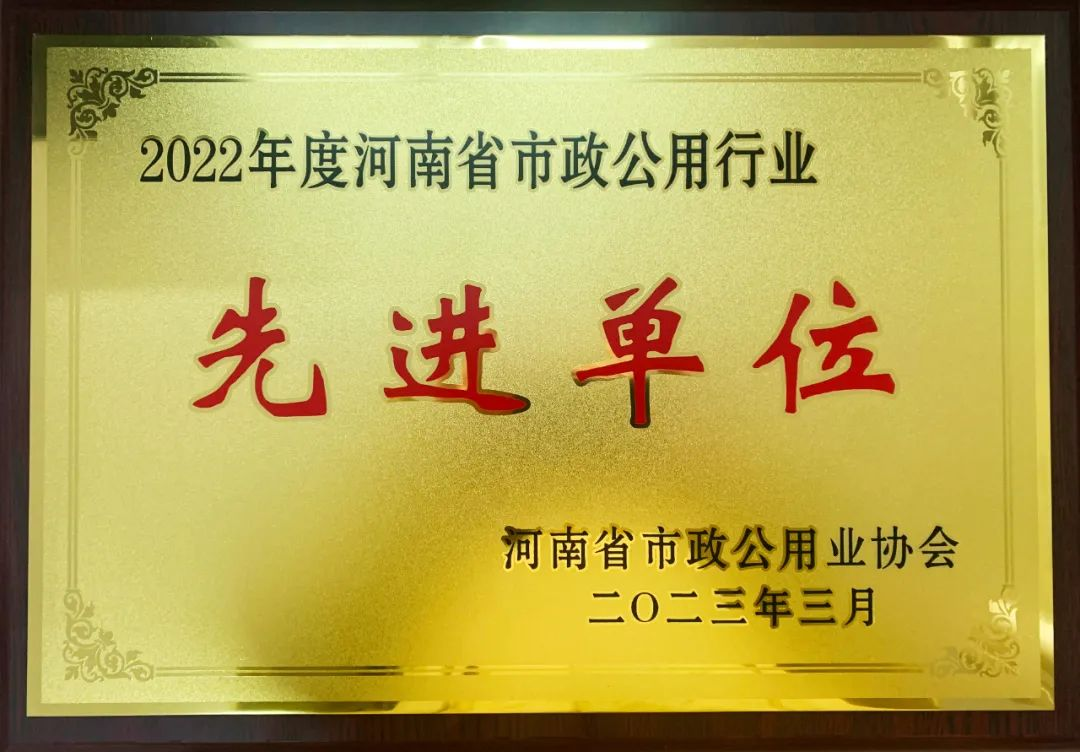 2022年度河南省市政公用行业
先进单位
河南省市政公用业协会
二〇二三年三月